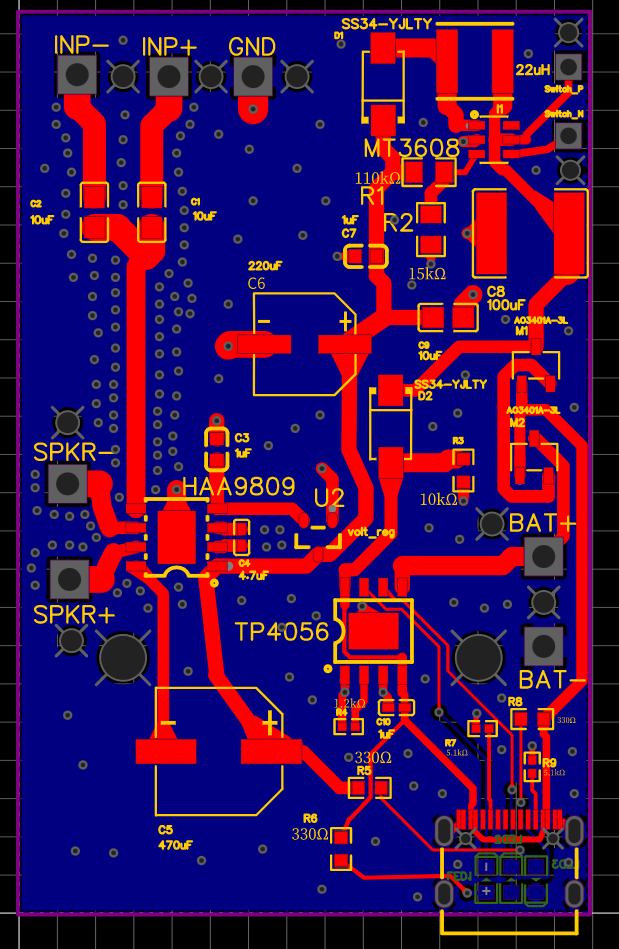 SS34-YJLTY
D1
INP-
INP+
GND
22uH
Switch_P
Switch_N
MT3608
110kΩ
R1
C2
10uF
C1
10uF
1uF
C7
R2
15kΩ
220uF
C6
-
+
C8
100uF
C9
10uF
AO3401A-3L
M1
SS34-YJLTY
D2
AO3401A-3L
M2
SPKR-
C3
1uF
R3
HAA9809
U2
10kΩ
volt_reg
BAT+
C4
4.7uF
SPKR+
TP4056
BAT-
1.2kΩ
R4
C10
1uF
R8
330Ω
R7
5.1kΩ
-
+
330Ω
R5
R9
5.1kΩ
C5
470uF
R6
330Ω
-
+